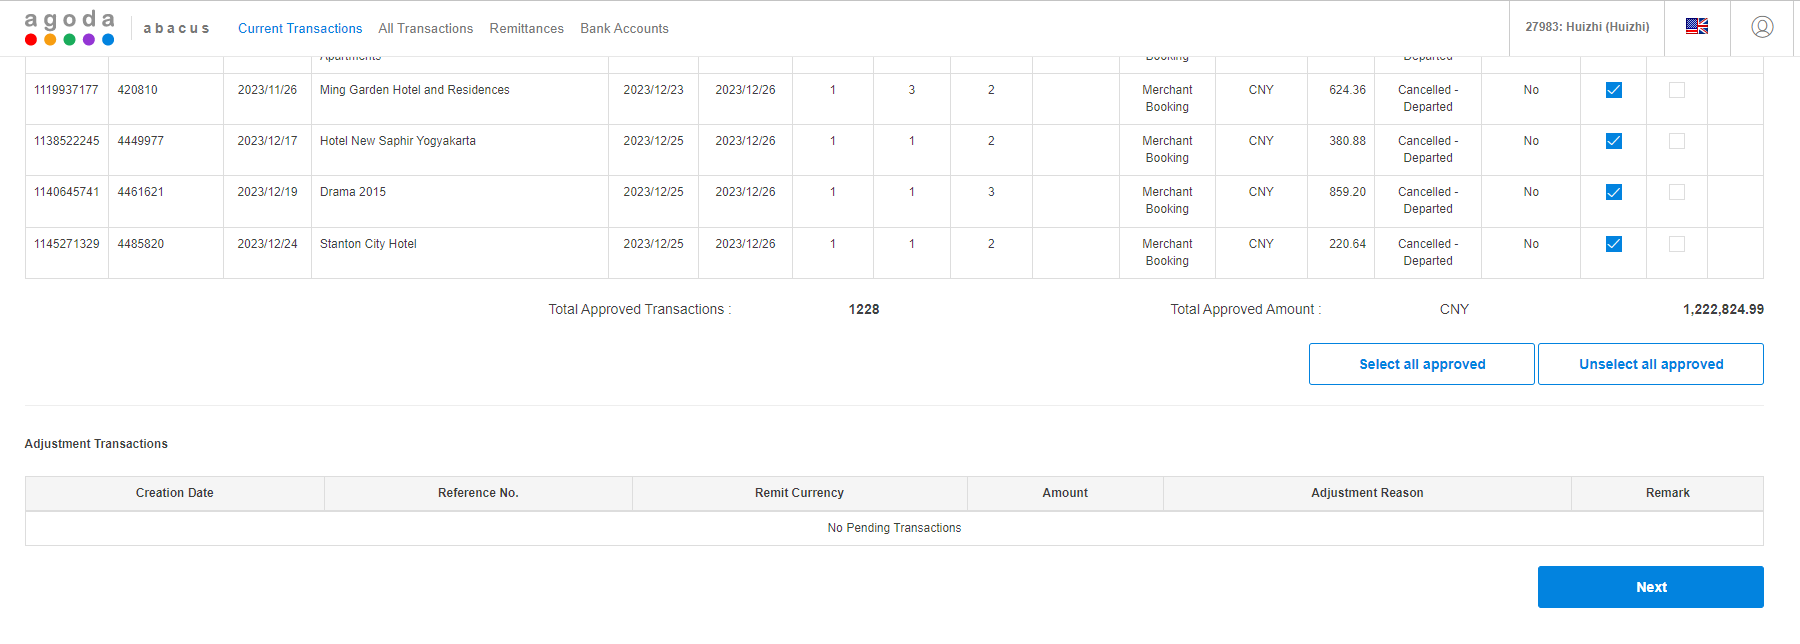 agoda
abacus
Current Transactions All Transactions Remittances Bank Accounts
27983: Huizhi (Huizhi)
Apartments Booking Departed
1119937177 420810 2023/11/26 Ming Garden Hotel and Residences 2023/12/23 2023/12/26 1 3 2 Merchant Booking CNY 624.36 Cancelled - Departed No
1138522245 4449977 2023/12/17 Hotel New Saphir Yogyakarta 2023/12/25 2023/12/26 1 1 2 Merchant Booking CNY 380.88 Cancelled - Departed No
1140645741 4461621 2023/12/19 Drama 2015 2023/12/25 2023/12/26 1 1 3 Merchant Booking CNY 859.20 Cancelled - Departed No
1145271329 4485820 2023/12/24 Stanton City Hotel 2023/12/25 2023/12/26 1 1 2 Merchant Booking CNY 220.64 Cancelled - Departed No
Total Approved Transactions : 1228 Total Approved Amount : CNY 1,222,824.99
Select all approved Unselect all approved
Adjustment Transactions
Creation Date Reference No. Remit Currency Amount Adjustment Reason Remark
No Pending Transactions
Next